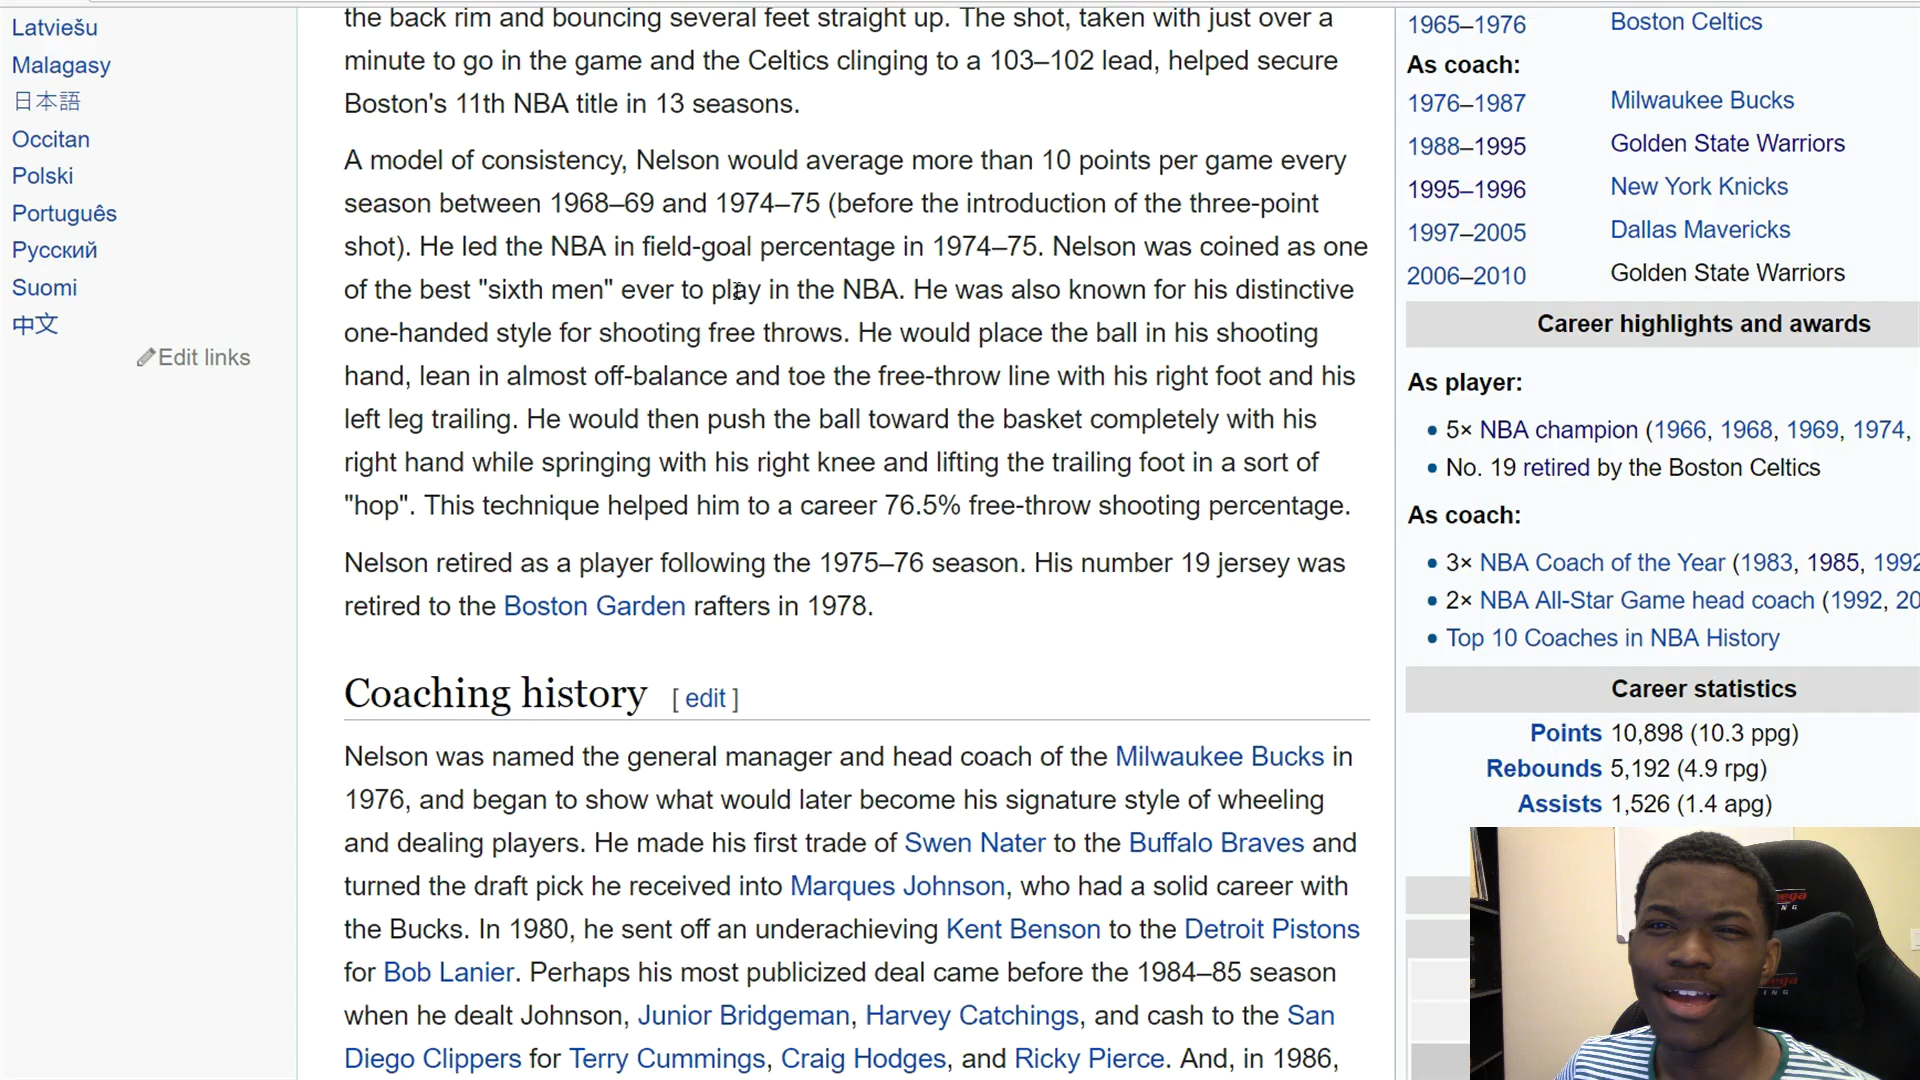 Latviešu
Malagasy
日本語
Occitan
Polski
Português
Русский
Suomi
中文
Edit links
the back rim and bouncing several feet straight up. The shot, taken with just over a
minute to go in the game and the Celtics clinging to a 103–102 lead, helped secure
Boston's 11th NBA title in 13 seasons.
A model of consistency, Nelson would average more than 10 points per game every
season between 1968–69 and 1974–75 (before the introduction of the three-point
shot). He led the NBA in field-goal percentage in 1974–75. Nelson was coined as one
of the best "sixth men" ever to play in the NBA. He was also known for his distinctive
one-handed style for shooting free throws. He would place the ball in his shooting
hand, lean in almost off-balance and toe the free-throw line with his right foot and his
left leg trailing. He would then push the ball toward the basket completely with his
right hand while springing with his right knee and lifting the trailing foot in a sort of
"hop". This technique helped him to a career 76.5% free-throw shooting percentage.
Nelson retired as a player following the 1975–76 season. His number 19 jersey was
retired to the Boston Garden rafters in 1978.
Coaching history [ edit ]
Nelson was named the general manager and head coach of the Milwaukee Bucks in
1976, and began to show what would later become his signature style of wheeling
and dealing players. He made his first trade of Swen Nater to the Buffalo Braves and
turned the draft pick he received into Marques Johnson, who had a solid career with
the Bucks. In 1980, he sent off an underachieving Kent Benson to the Detroit Pistons
for Bob Lanier. Perhaps his most publicized deal came before the 1984–85 season
when he dealt Johnson, Junior Bridgeman, Harvey Catchings, and cash to the San
Diego Clippers for Terry Cummings, Craig Hodges, and Ricky Pierce. And, in 1986,
1965–1976 Boston Celtics
As coach:
1976–1987 Milwaukee Bucks
1988–1995 Golden State Warriors
1995–1996 New York Knicks
1997–2005 Dallas Mavericks
2006–2010 Golden State Warriors
Career highlights and awards
As player:
• 5× NBA champion (1966, 1968, 1969, 1974,
• No. 19 retired by the Boston Celtics
As coach:
• 3× NBA Coach of the Year (1983, 1985, 1992
• 2× NBA All-Star Game head coach (1992, 20
• Top 10 Coaches in NBA History
Career statistics
Points 10,898 (10.3 ppg)
Rebounds 5,192 (4.9 rpg)
Assists 1,526 (1.4 apg)